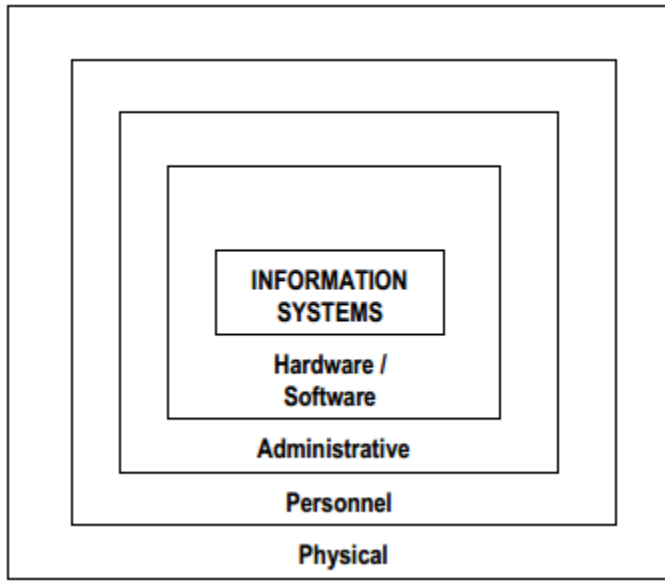 INFORMATION
SYSTEMS
Hardware /
Software
Administrative
Personnel
Physical